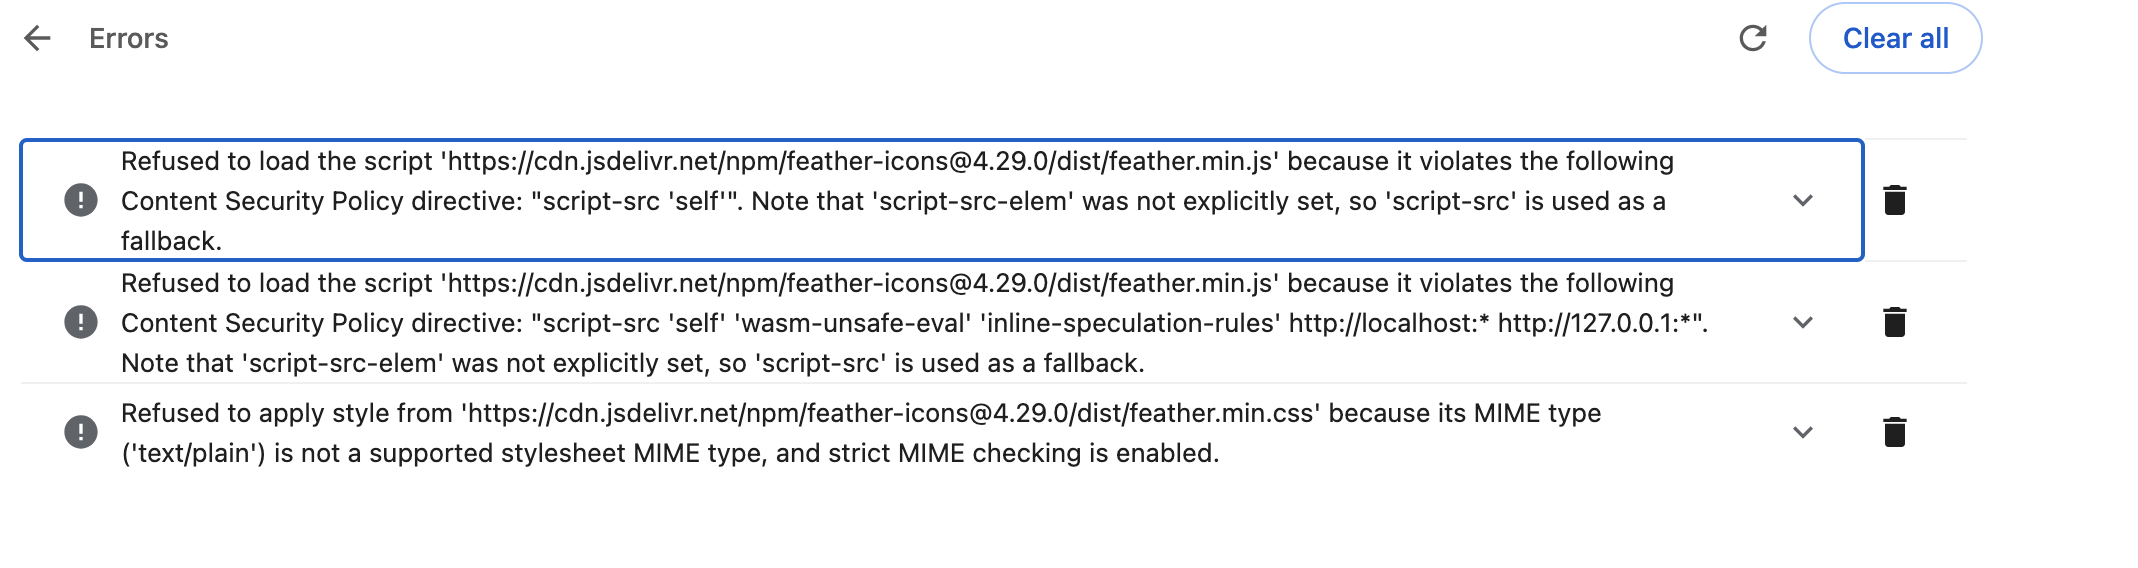 Errors
Clear all
Refused to load the script 'https://cdn.jsdelivr.net/npm/feather-icons@4.29.0/dist/feather.min.js' because it violates the following
Content Security Policy directive: "script-src 'self'". Note that 'script-src-elem' was not explicitly set, so 'script-src' is used as a
fallback.
Refused to load the script 'https://cdn.jsdelivr.net/npm/feather-icons@4.29.0/dist/feather.min.js' because it violates the following
Content Security Policy directive: "script-src 'self' 'wasm-unsafe-eval' 'inline-speculation-rules' http://localhost:* http://127.0.0.1:*".
Note that 'script-src-elem' was not explicitly set, so 'script-src' is used as a fallback.
Refused to apply style from 'https://cdn.jsdelivr.net/npm/feather-icons@4.29.0/dist/feather.min.css' because its MIME type
('text/plain') is not a supported stylesheet MIME type, and strict MIME checking is enabled.